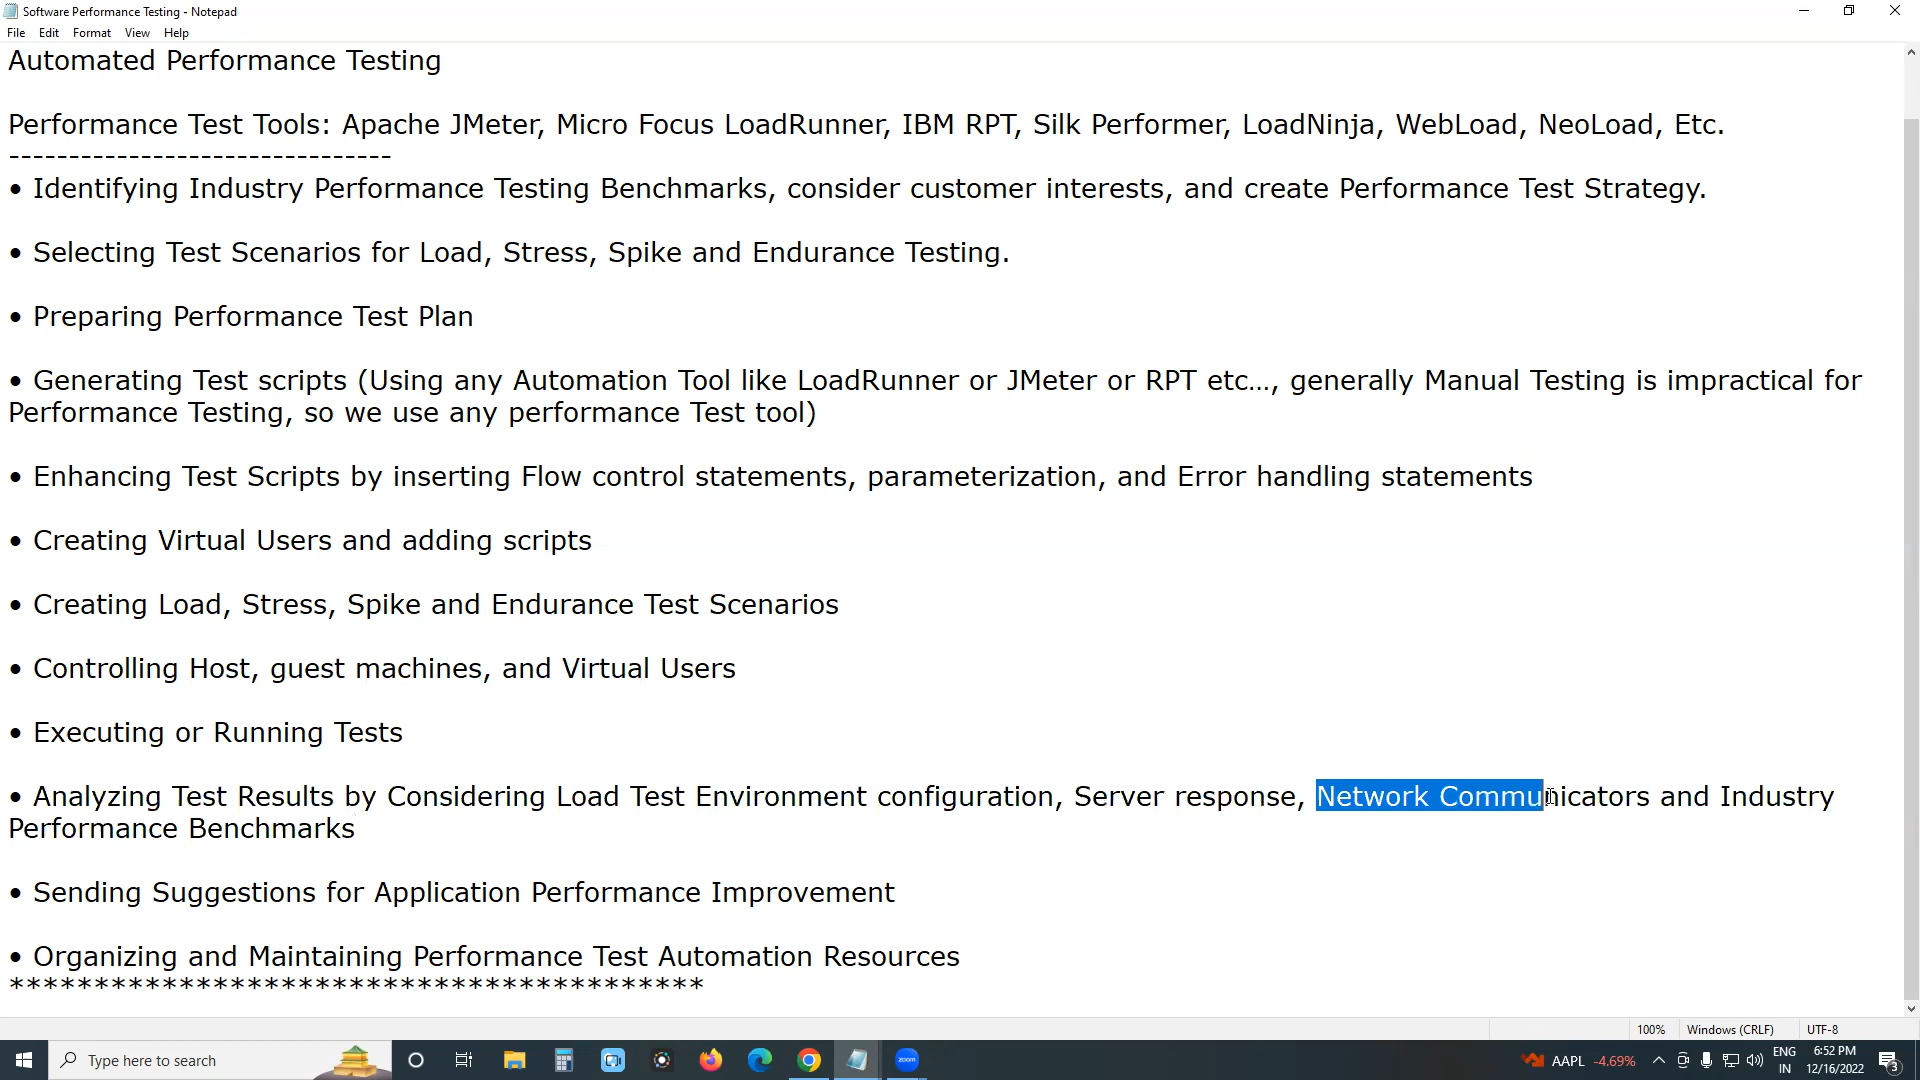 Software Performance Testing - Notepad
File Edit Format View Help
Automated Performance Testing
Performance Test Tools: Apache JMeter, Micro Focus LoadRunner, IBM RPT, Silk Performer, LoadNinja, WebLoad, NeoLoad, Etc.
--------------------------------
• Identifying Industry Performance Testing Benchmarks, consider customer interests, and create Performance Test Strategy.
• Selecting Test Scenarios for Load, Stress, Spike and Endurance Testing.
• Preparing Performance Test Plan
• Generating Test scripts (Using any Automation Tool like LoadRunner or JMeter or RPT etc…, generally Manual Testing is impractical for
Performance Testing, so we use any performance Test tool)
• Enhancing Test Scripts by inserting Flow control statements, parameterization, and Error handling statements
• Creating Virtual Users and adding scripts
• Creating Load, Stress, Spike and Endurance Test Scenarios
• Controlling Host, guest machines, and Virtual Users
• Executing or Running Tests
• Analyzing Test Results by Considering Load Test Environment configuration, Server response, Network Communicators and Industry
Performance Benchmarks
• Sending Suggestions for Application Performance Improvement
• Organizing and Maintaining Performance Test Automation Resources
*****************************************
100% Windows (CRLF) UTF-8
Type here to search
zoom
AAPL -4.69%
ENG
IN
6:52 PM
12/16/2022
3